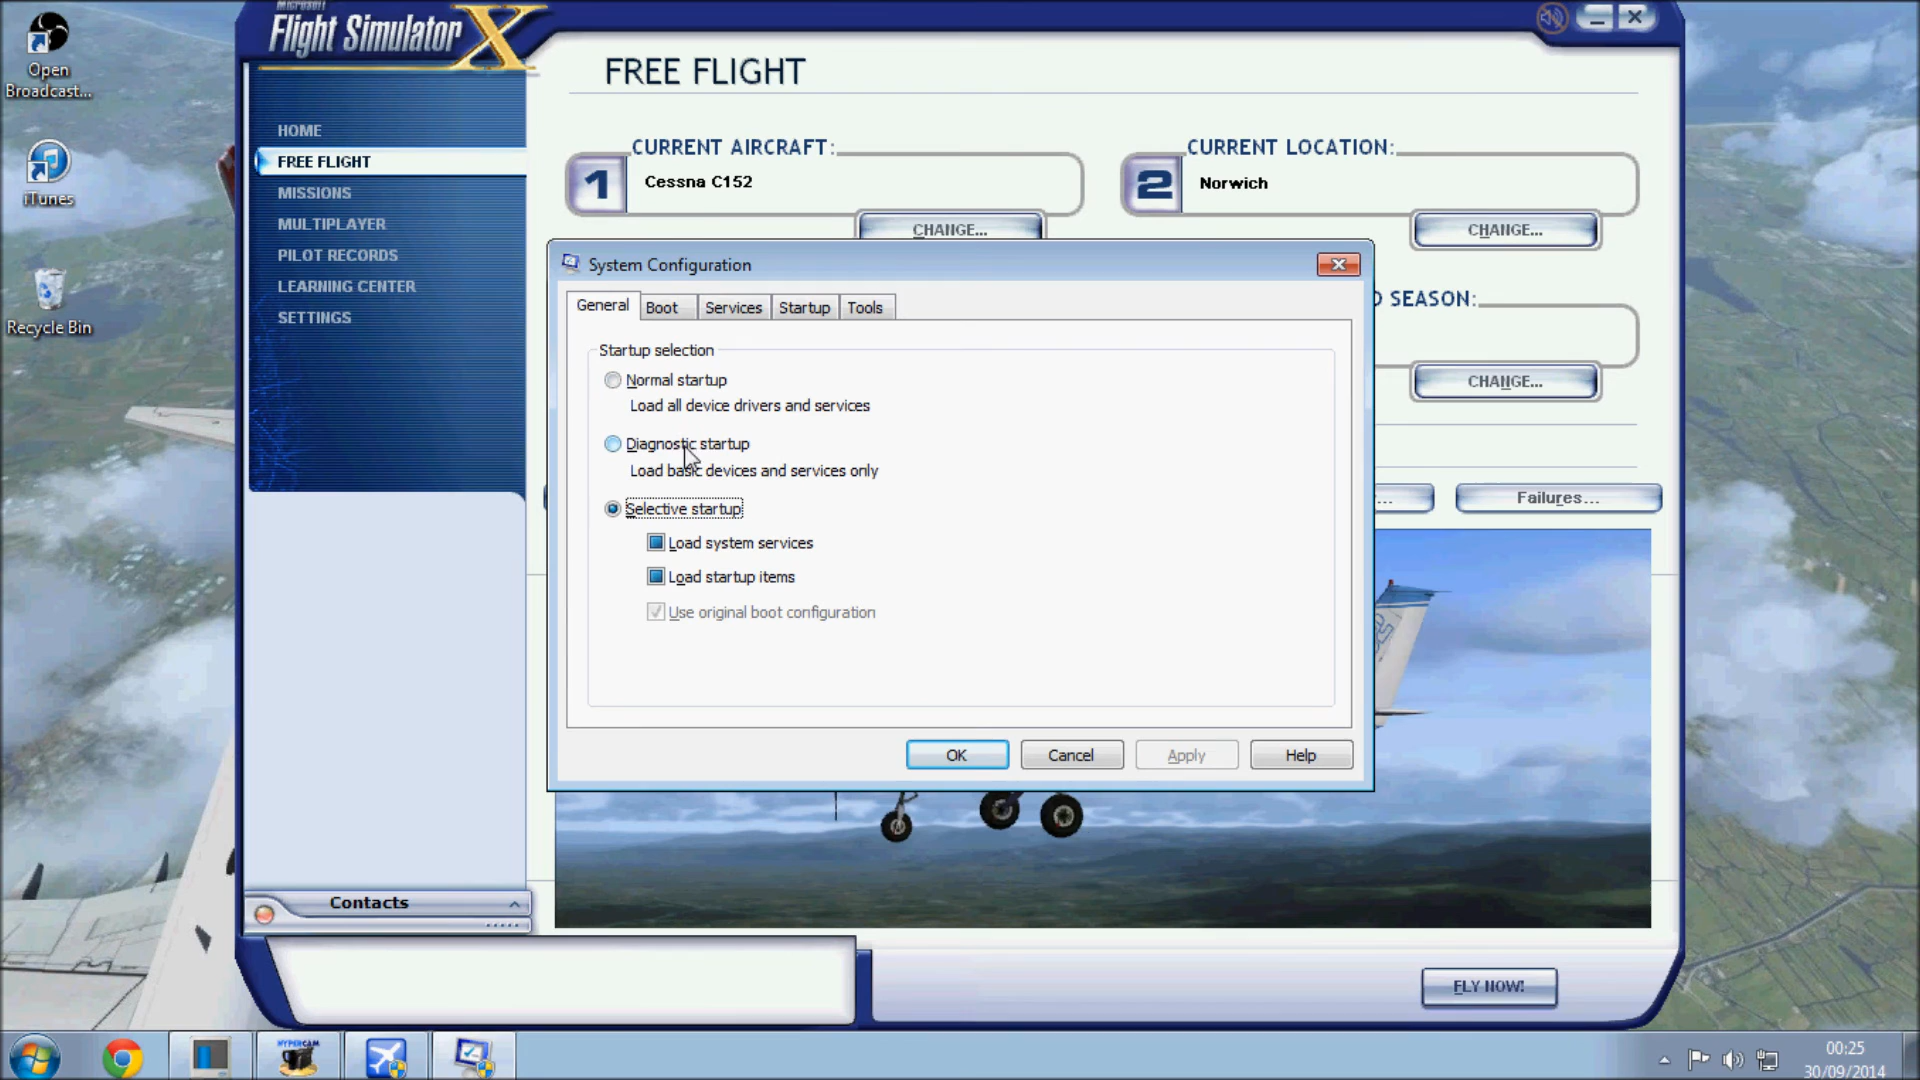 Open
Broadcast...
iTunes
Recycle Bin
Microsoft
Flight Simulator X
HOME
FREE FLIGHT
MISSIONS
MULTIPLAYER
PILOT RECORDS
LEARNING CENTER
SETTINGS
FREE FLIGHT
CURRENT AIRCRAFT:
1
Cessna C152
CHANGE...
CURRENT LOCATION:
2
Norwich
CHANGE...
SEASON:
CHANGE...
Failures...
System Configuration
General
Boot
Services
Startup
Tools
Startup selection
Normal startup
Load all device drivers and services
Diagnostic startup
Load basic devices and services only
Selective startup
Load system services
Load startup items
Use original boot configuration
OK
Cancel
Apply
Help
Contacts
FLY NOW!
HYPERCAM
00:25
30/09/2014